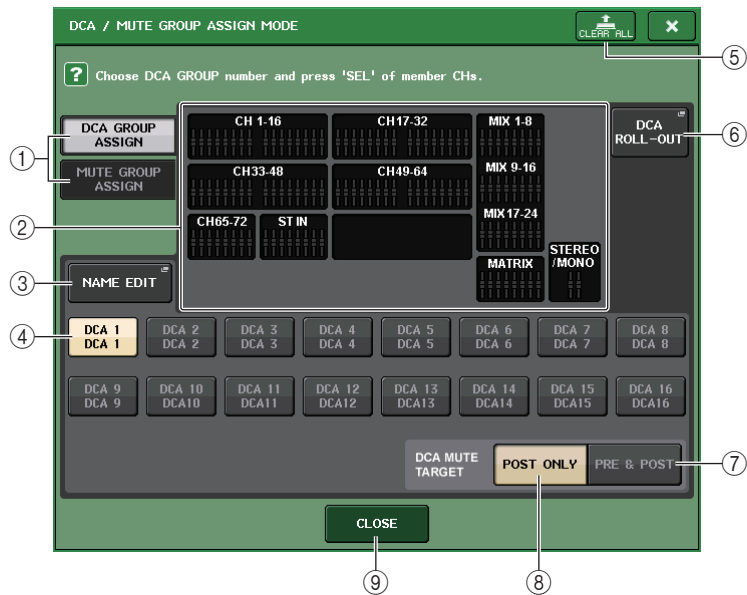 DCA / MUTE GROUP ASSIGN MODE
CLEAR ALL
×
⑤
? Choose DCA GROUP number and press 'SEL' of member CHs.
①
DCA GROUP
ASSIGN
MUTE GROUP
ASSIGN
CH 1-16
CH17-32
MIX 1-8
DCA
ROLL-OUT
⑥
CH33-48
CH49-64
MIX 9-16
②
CH65-72
ST IN
MIX17-24
STEREO
/MONO
MATRIX
③
NAME EDIT
④
DCA 1
DCA 1
DCA 2
DCA 2
DCA 3
DCA 3
DCA 4
DCA 4
DCA 5
DCA 5
DCA 6
DCA 6
DCA 7
DCA 7
DCA 8
DCA 8
DCA 9
DCA 9
DCA 10
DCA10
DCA 11
DCA11
DCA 12
DCA12
DCA 13
DCA13
DCA 14
DCA14
DCA 15
DCA15
DCA 16
DCA16
DCA MUTE
TARGET
POST ONLY
PRE & POST
⑦
CLOSE
⑨
⑧